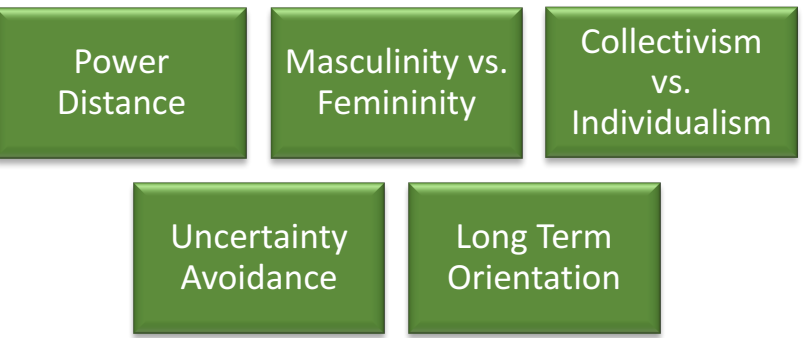 Power
Distance
Masculinity vs.
Femininity
Collectivism
vs.
Individualism
Uncertainty
Avoidance
Long Term
Orientation